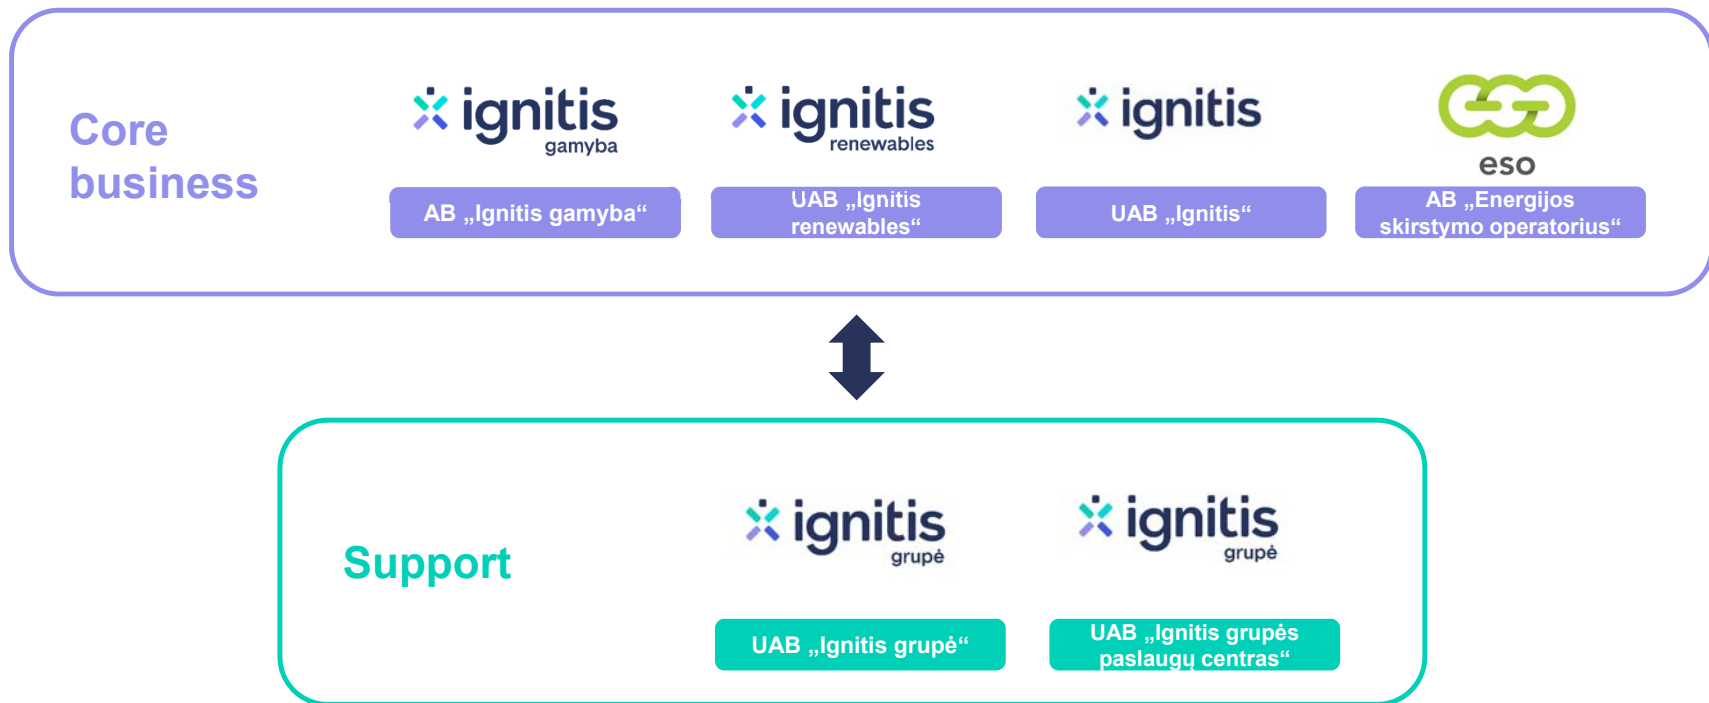 Core
business
ignitis
gamyba
ignitis
renewables
ignitis
eso
AB „Ignitis gamyba“
UAB „Ignitis
renewables“
UAB „Ignitis“
AB „Energijos
skirstymo operatorius“
Support
ignitis
grupė
ignitis
grupė
UAB „Ignitis grupė“
UAB „Ignitis grupės
paslaugų centras“